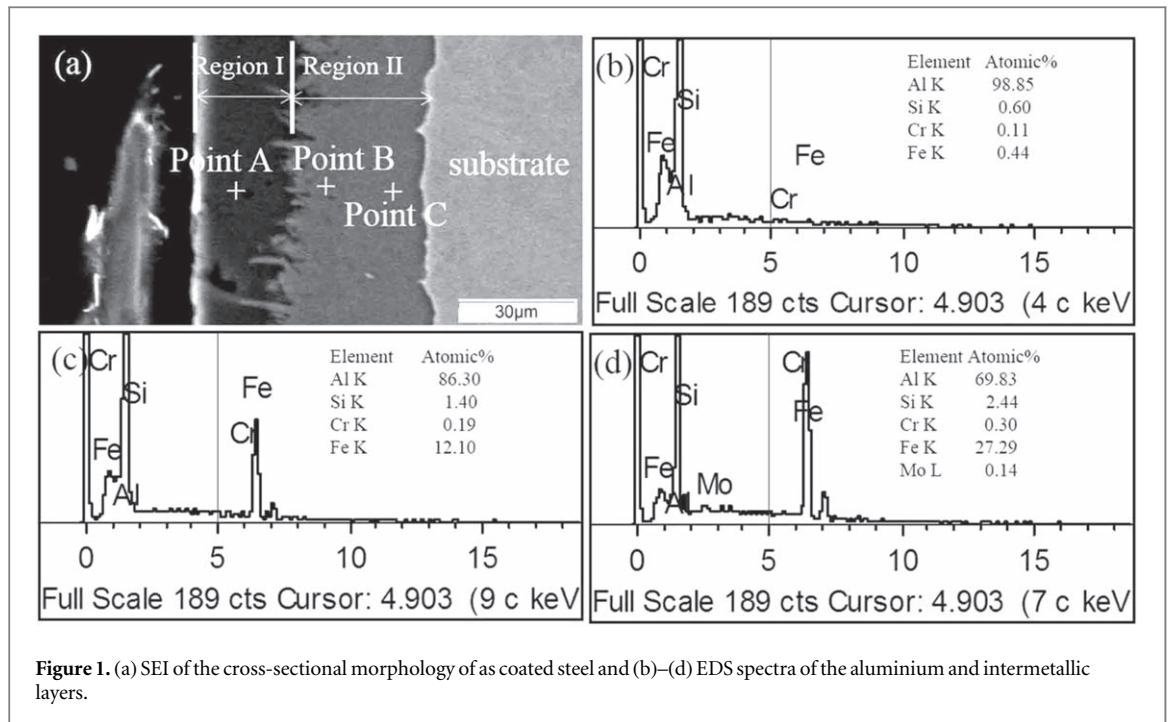 (a)
Region I
Region II
Point A
Point B
Point C
substrate
30μm
(b)
Cr
Si
Fe
Al
Cr
Fe
Element Atomic%
Al K 98.85
Si K 0.60
Cr K 0.11
Fe K 0.44
0 5 10 15
Full Scale 189 cts Cursor: 4.903 (4 c keV
(c)
Cr
Si
Fe
Al
Fe
Cr
Element Atomic%
Al K 86.30
Si K 1.40
Cr K 0.19
Fe K 12.10
0 5 10 15
Full Scale 189 cts Cursor: 4.903 (9 c keV
(d)
Cr
Si
Fe
Al
Mo
Cr
Fe
Element Atomic%
Al K 69.83
Si K 2.44
Cr K 0.30
Fe K 27.29
Mo L 0.14
0 5 10 15
Full Scale 189 cts Cursor: 4.903 (7 c keV
Figure 1. (a) SEI of the cross-sectional morphology of as coated steel and (b)–(d) EDS spectra of the aluminium and intermetallic
layers.